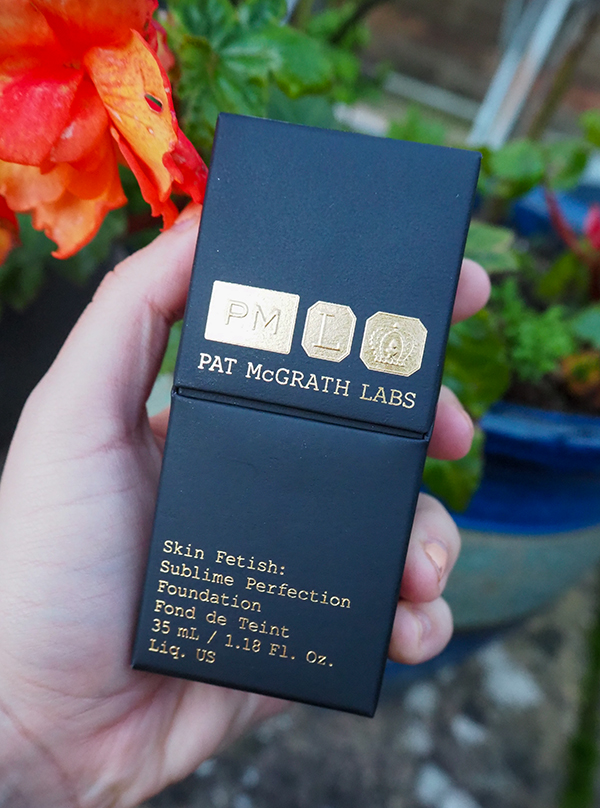 PM L
PAT McGRATH LABS
Skin Fetish:
Sublime Perfection
Foundation
Fond de Teint
35 mL / 1.18 Fl. Oz.
Liq. US